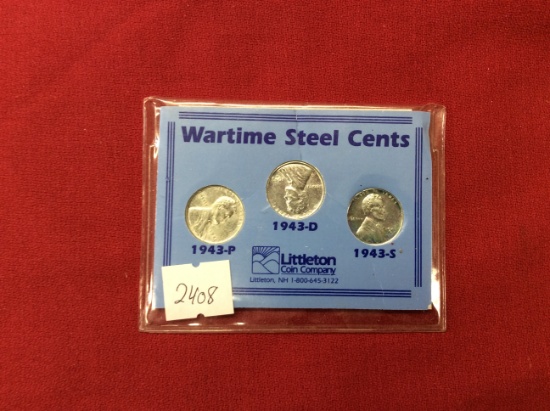 Wartime Steel Cents
1943-P
1943-D
1943-S
Littleton
Coin Company
Littleton, NH 1-800-645-3122
2408